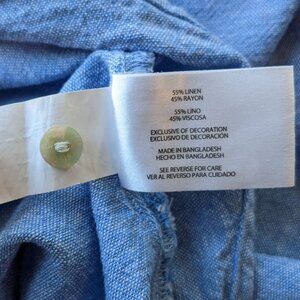 55% LINEN
45% RAYON
55% LINO
45% VISCOSA
EXCLUSIVE OF DECORATION
EXCLUSIVO DE DECORACIÓN
MADE IN BANGLADESH
HECHO EN BANGLADESH
SEE REVERSE FOR CARE
VER AL REVERSO PARA CUIDADO